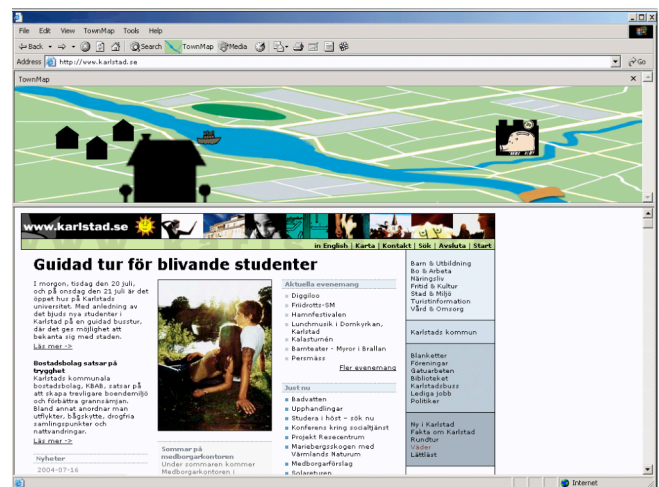 File Edit View TownMap Tools Help
Back Search TownMap Media
Address http://www.karlstad.se Go
TownMap
www.karlstad.se
in English | Karta | Kontakt | Sök | Avsluta | Start
Guidad tur för blivande studenter
I morgon, tisdag den 20 juli,
och på onsdag den 21 juli är det
öppet hus på Karlstads
universitet. Med anledning av
det bjuds nya studenter i
Karlstad på en guidad busstur,
där det ges möjlighet att
bekanta sig med staden.
Läs mer ->
Bostadsbolag satsar på
trygghet
Karlstads kommunala
bostadsbolag, KBAB, satsar på
att skapa trevligare boendemiljö
och förbättra grannsämjan.
Bland annat anordnar man
utflykter, bågskytte, drogfria
samlingspunkter och
nattvandringar.
Läs mer ->
Nyheter
2004-07-16
Sommar på
medborgarkontoren
Under sommaren kommer
Medborgarkontoren i
Aktuella evenemang
Diggiloo
Friidrotts-SM
Hamnfestivalen
Lunchmusik i Domkyrkan,
Karlstad
Kalasturnén
Barnteater - Myror i Brallan
Persmäss
Fler evenemang
Just nu
Badvatten
Upphandlingar
Studera i höst - sök nu
Konferens kring socialtjänst
Projekt Resecentrum
Mariebergsskogen med
Värmlands Naturum
Medborgarförslag
Solareturen
Barn & Utbildning
Bo & Arbeta
Näringsliv
Fritid & Kultur
Stad & Miljö
Turistinformation
Vård & Omsorg
Karlstads kommun
Blanketter
Föreningar
Gatuarbeten
Biblioteket
Karlstadsbuss
Lediga jobb
Politiker
Ny i Karlstad
Fakta om Karlstad
Rundtur
Väder
Lättläst
Internet